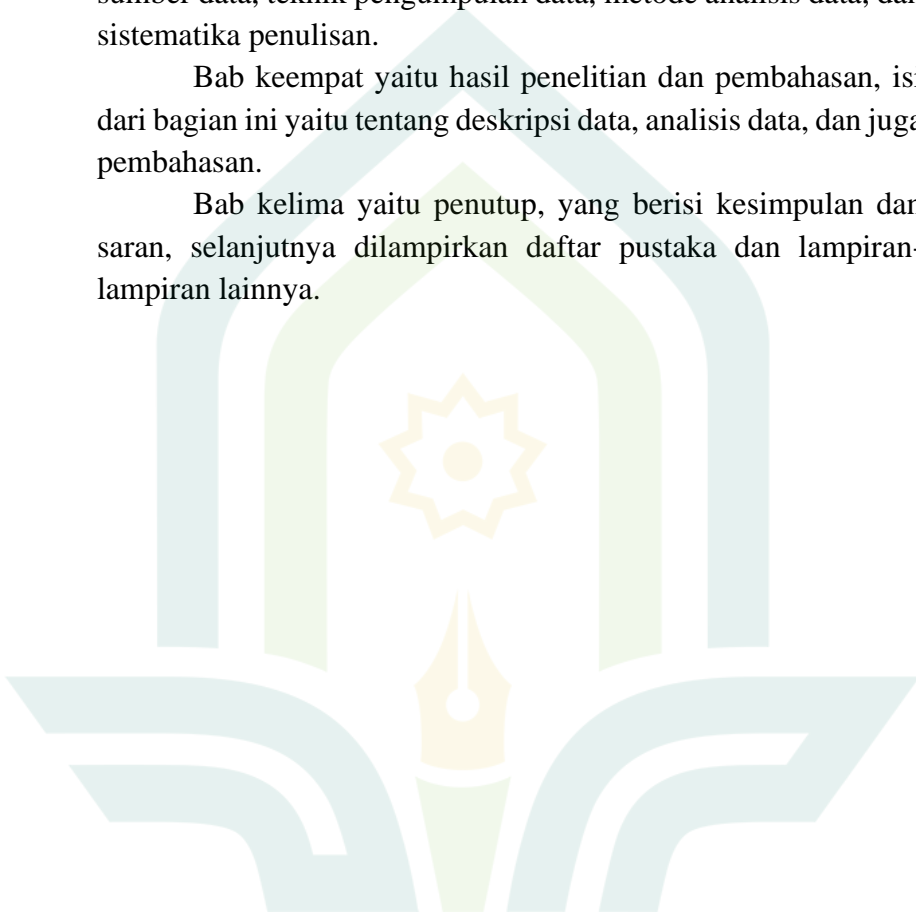 sumber data, teknik pengumpulan data, metode analisis data, dan
sistematika penulisan.
Bab keempat yaitu hasil penelitian dan pembahasan, isi
dari bagian ini yaitu tentang deskripsi data, analisis data, dan juga
pembahasan.
Bab kelima yaitu penutup, yang berisi kesimpulan dan
saran, selanjutnya dilampirkan daftar pustaka dan lampiran-
lampiran lainnya.